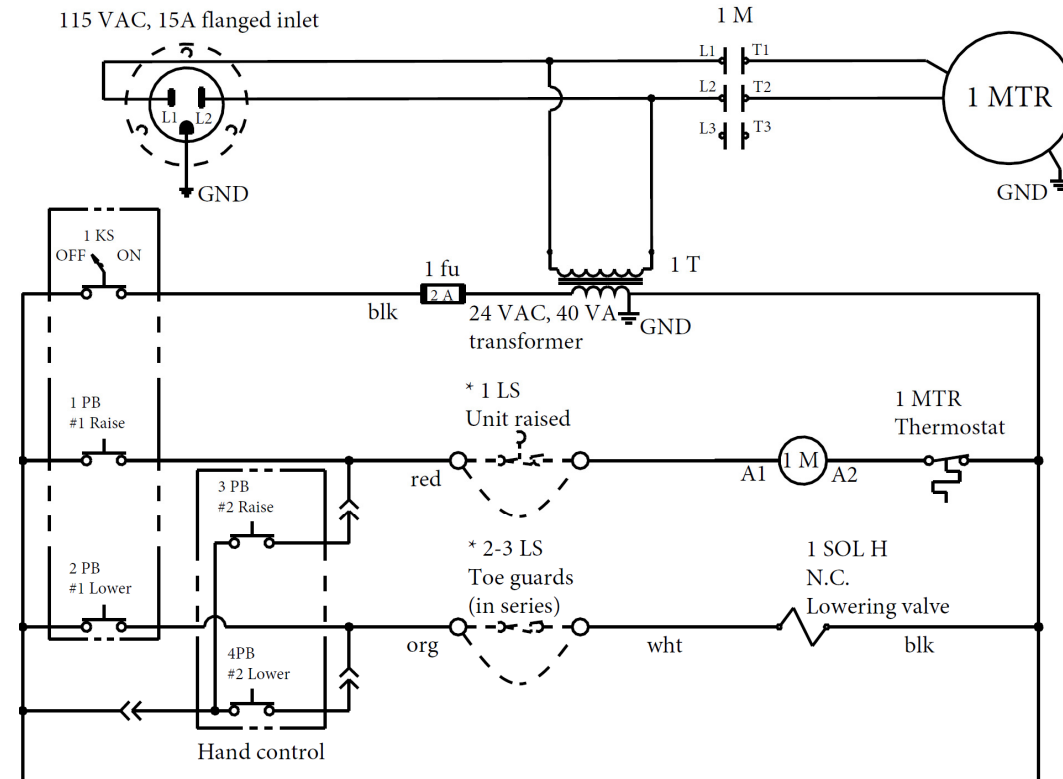 115 VAC, 15A flanged inlet
1 M
L1
T1
L2
T2
L3
T3
1 MTR
L1
L2
GND
GND
1 KS
OFF
ON
1 fu
2 A
1 T
blk
24 VAC, 40 VA
transformer
GND
1 PB
#1 Raise
* 1 LS
Unit raised
1 MTR
Thermostat
red
A1
1 M
A2
3 PB
#2 Raise
2 PB
#1 Lower
* 2-3 LS
Toe guards
(in series)
1 SOL H
N.C.
Lowering valve
org
wht
blk
4PB
#2 Lower
Hand control